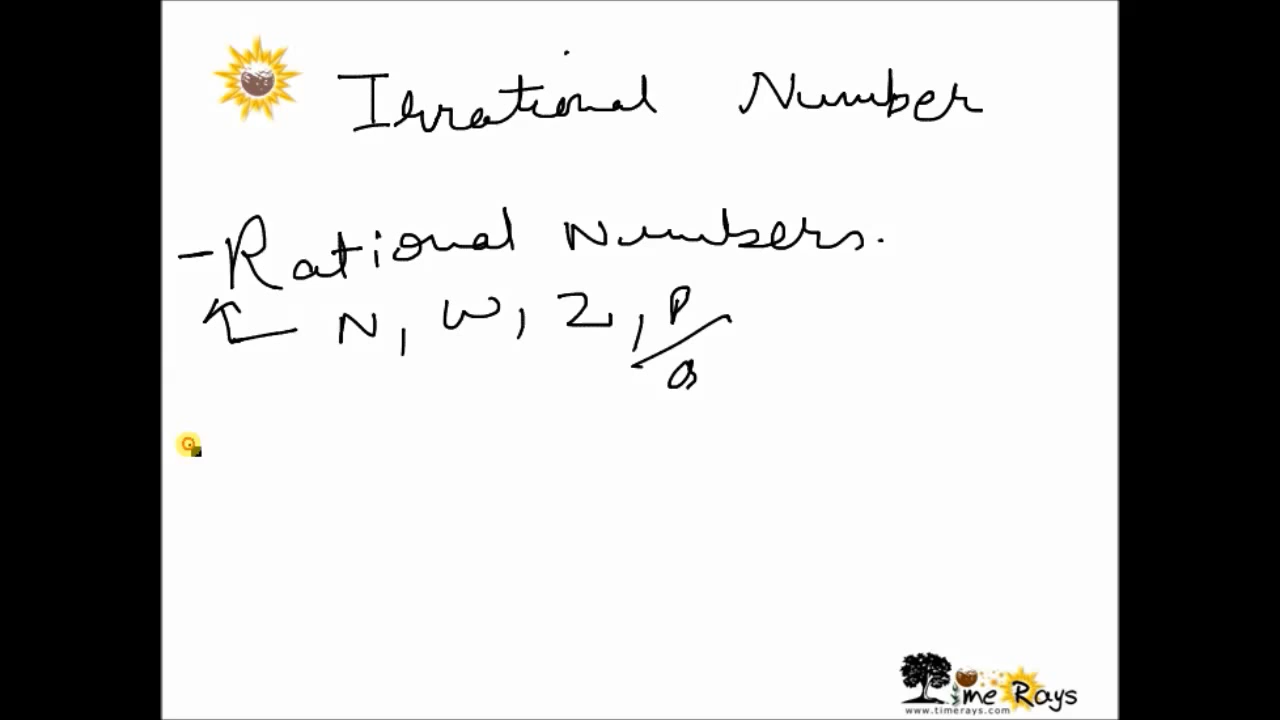 Irrational Number
- Rational Numbers.
N, W, Z, P/Q
Time Rays
www.timerays.com